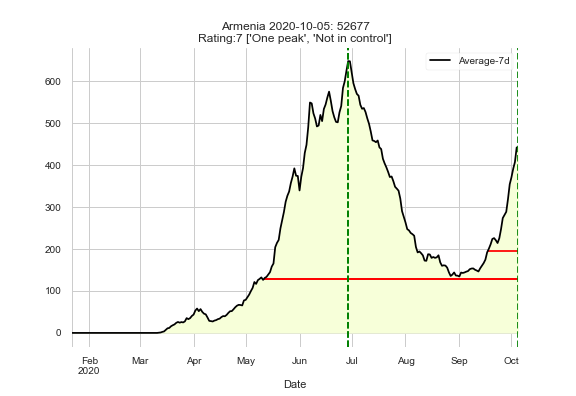 Armenia 2020-10-05: 52677
Rating:7 ['One peak', 'Not in control']
Average-7d
600
500
400
300
200
100
0
Feb Mar Apr May Jun Jul Aug Sep Oct
2020
Date